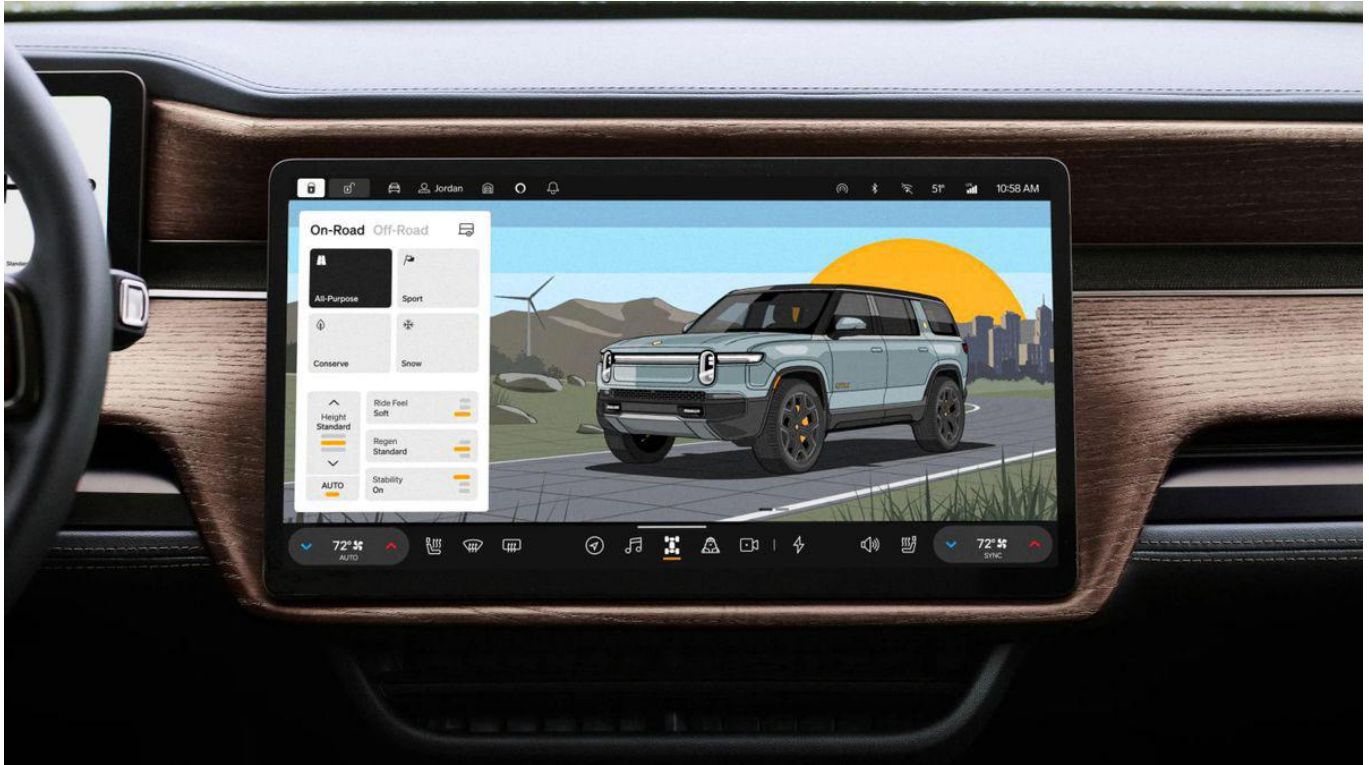 Jordan
51°
10:58 AM
On-Road Off-Road
All-Purpose
Sport
Conserve
Snow
Height
Standard
AUTO
Ride Feel
Soft
Regen
Standard
Stability
On
72°
AUTO
72°
SYNC
Standard